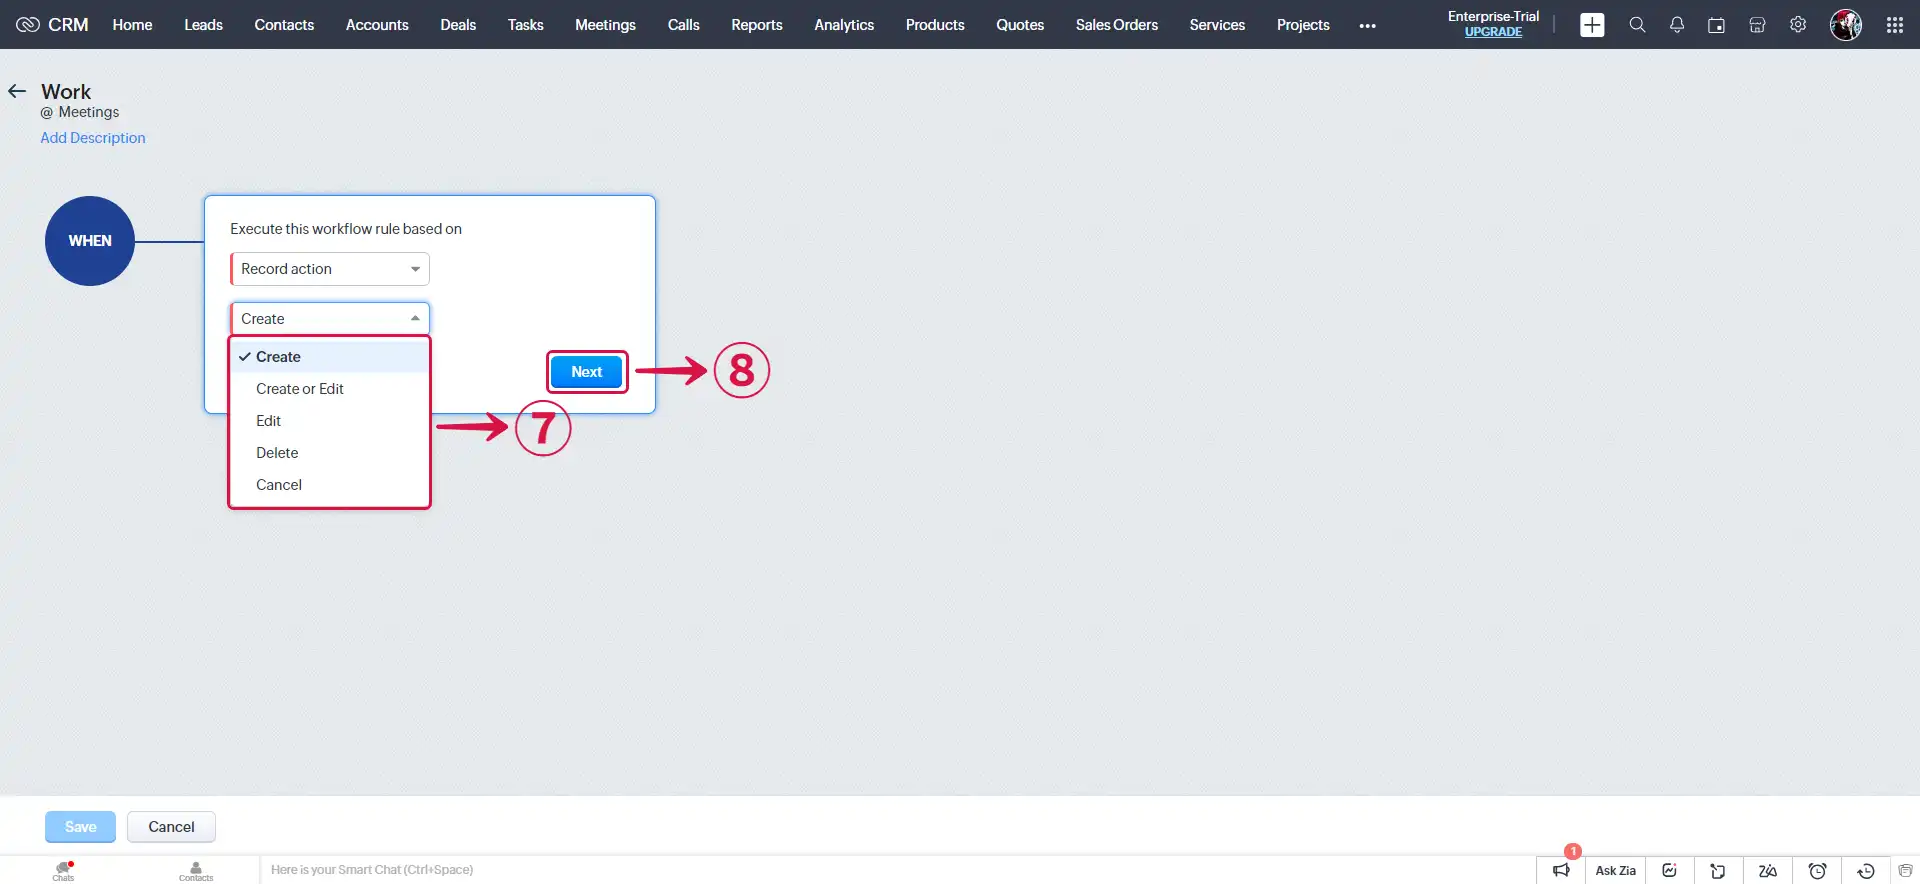 CRM Home Leads Contacts Accounts Deals Tasks Meetings Calls Reports Analytics Products Quotes Sales Orders Services Projects ••• Enterprise-Trial
UPGRADE
Work
@ Meetings
Add Description
WHEN
Execute this workflow rule based on
Record action
Create
Create
Create or Edit
Edit
Delete
Cancel
Next
8
7
Save Cancel
Chats
Contacts
Here is your Smart Chat (Ctrl+Space)
1
Ask Zia